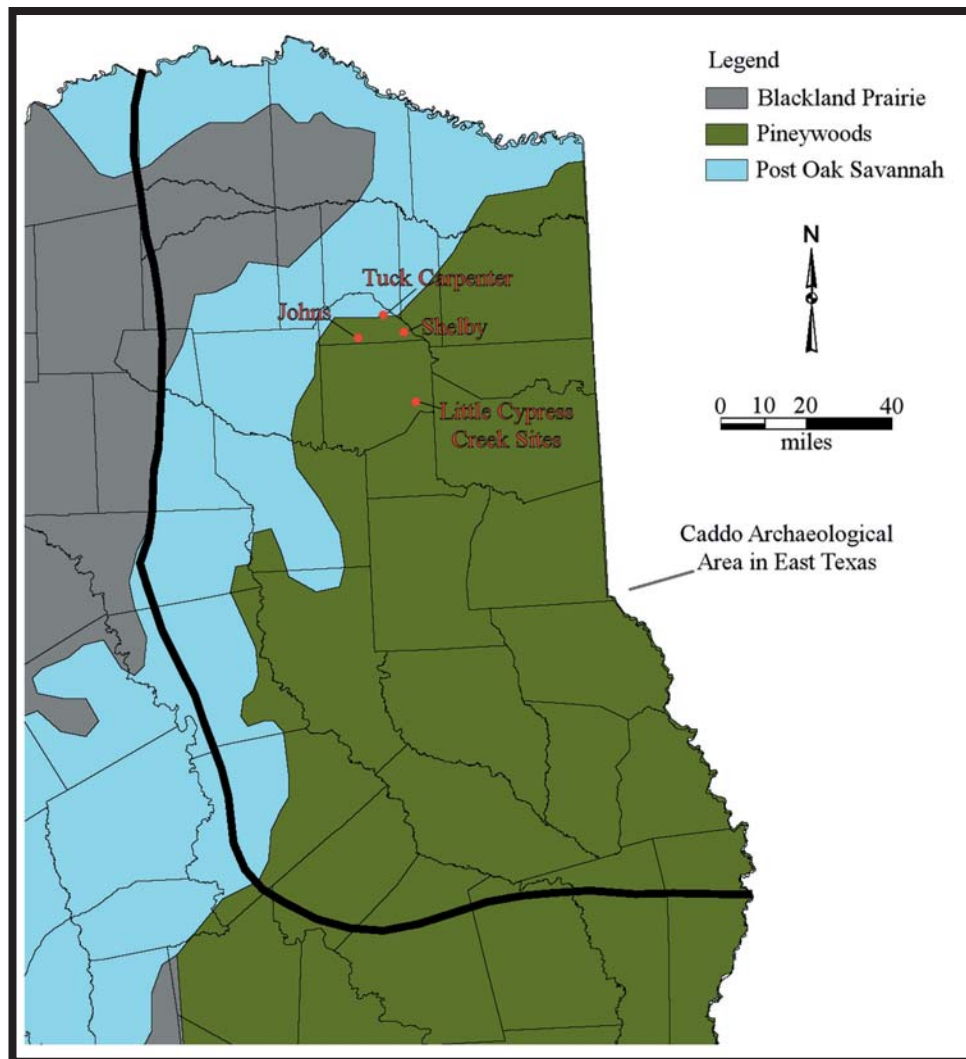 Legend
Blackland Prairie
Pineywoods
Post Oak Savannah
N
Tuck Carpenter
Johns
Shelby
Little Cypress
Creek Sites
0 10 20 40
miles
Caddo Archaeological
Area in East Texas